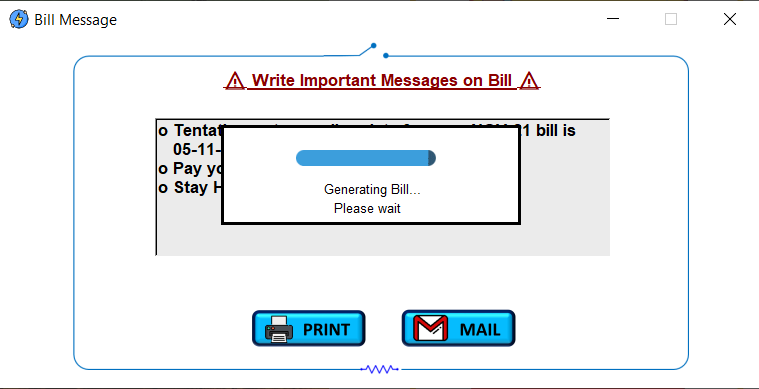 Bill Message
⚠ Write Important Messages on Bill ⚠
o Tentat 21 bill is
05-11-
o Pay yo
o Stay H
Generating Bill...
Please wait
PRINT
MAIL